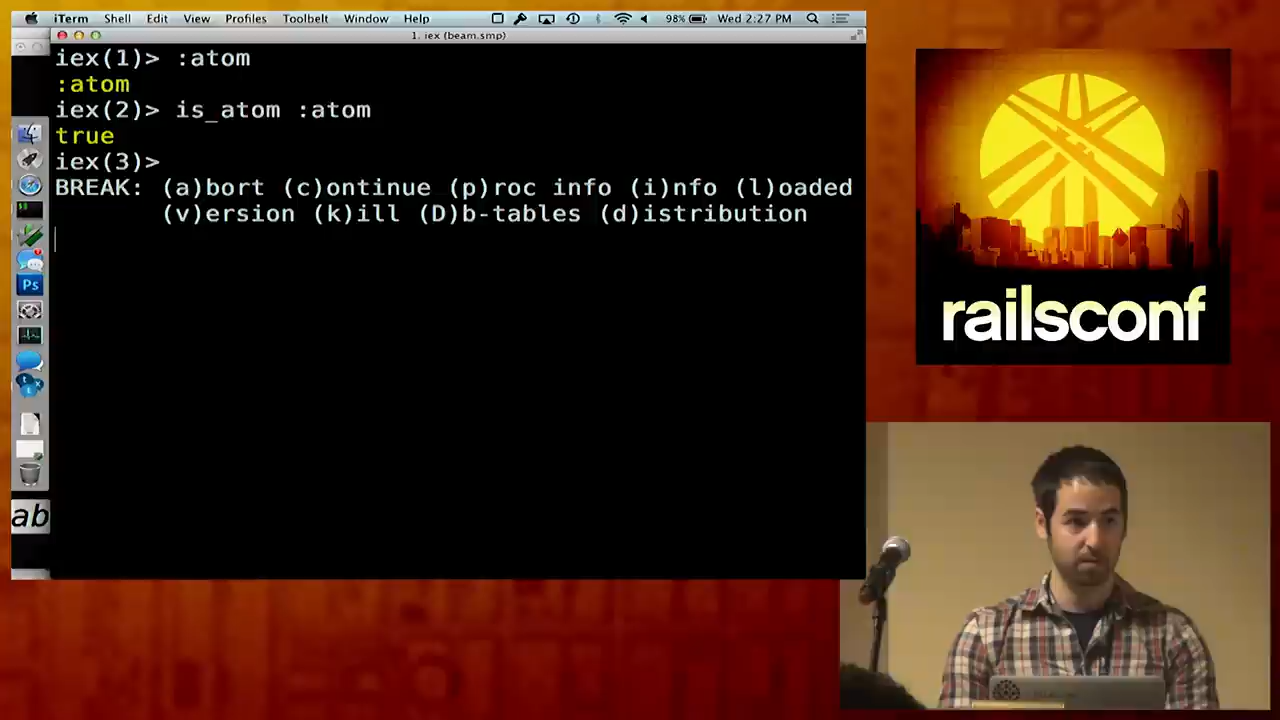 iTerm Shell Edit View Profiles Toolbelt Window Help 98% Wed 2:27 PM
1. iex (beam.smp)
iex(1)> :atom
:atom
iex(2)> is_atom :atom
true
iex(3)>
BREAK: (a)bort (c)ontinue (p)roc info (i)nfo (l)oaded
(v)ersion (k)ill (D)b-tables (d)istribution
Ps
ab
railsconf